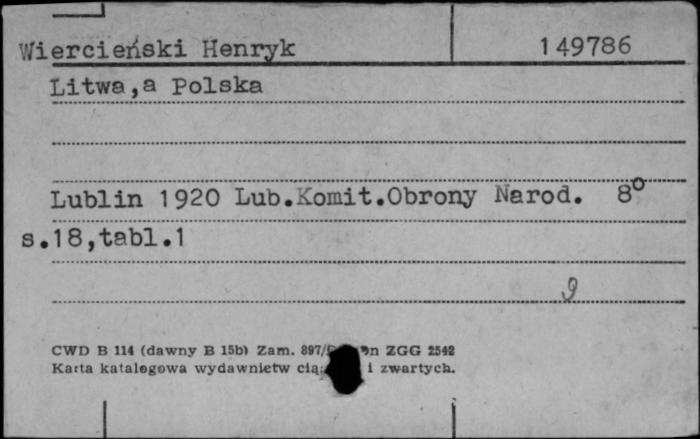 Wiercieński Henryk 149786
Litwa,a Polska
Lublin 1920 Lub.Komit.Obrony Narod. 8°
s.18,tabl.1
9
CWD B 114 (dawny B 15b) Zam. 897/ ZGG 2542
Karta katalogowa wydawnictw i zwartych.